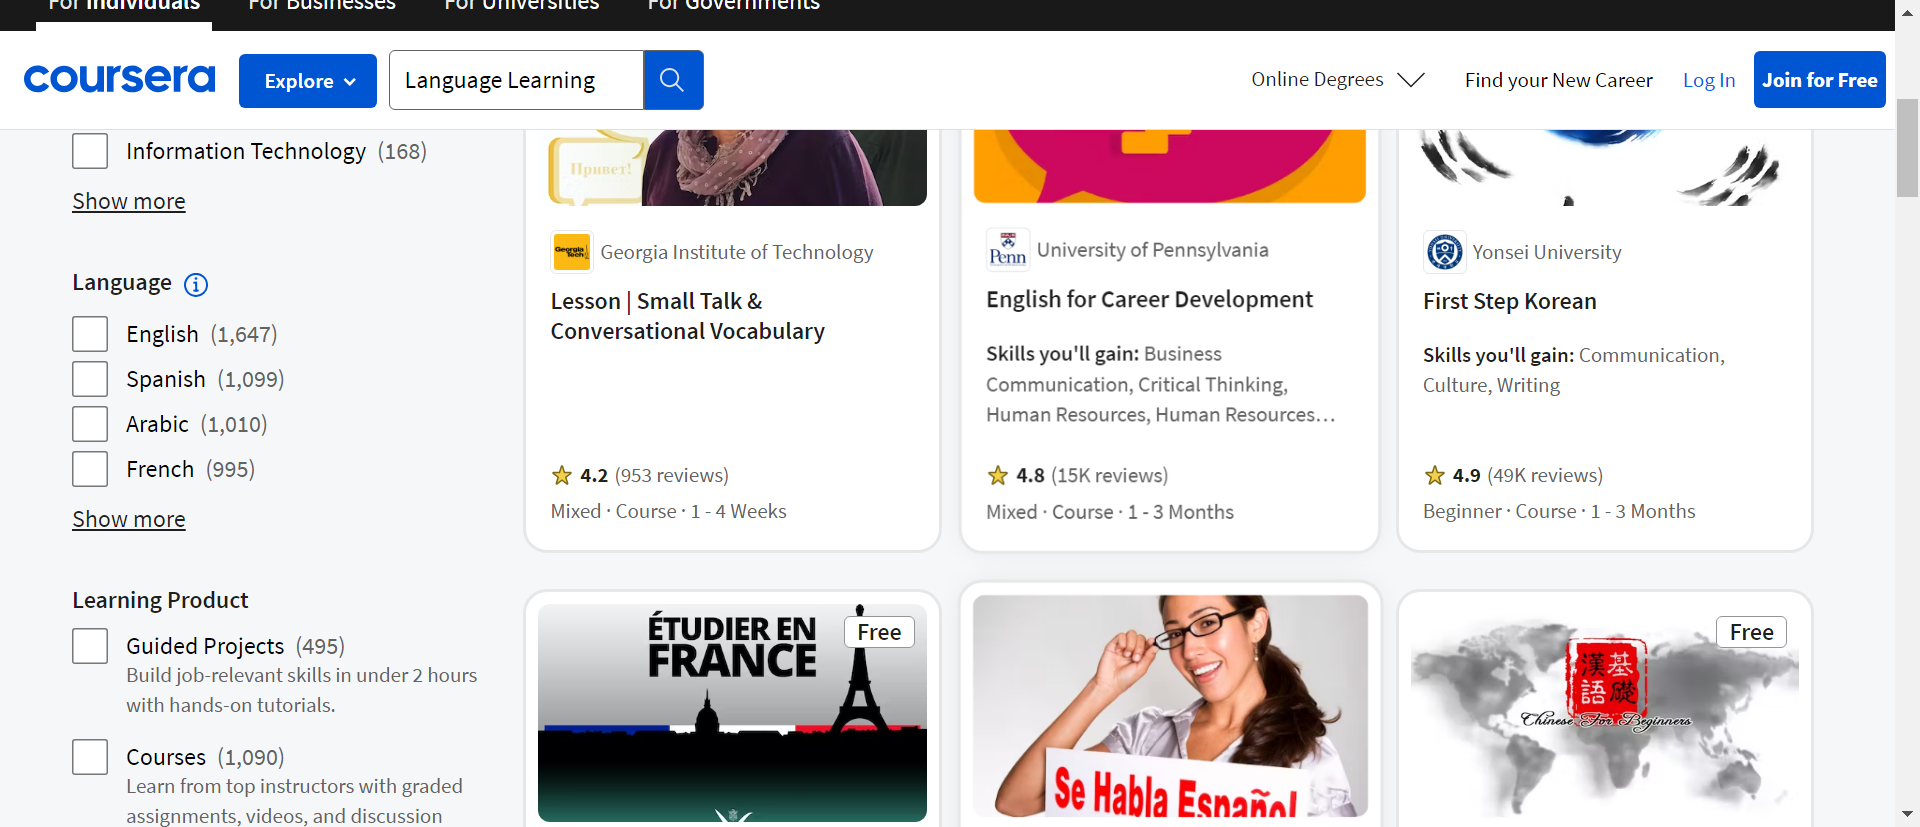 For Individuals
For Businesses
For Universities
For Governments
coursera
Explore
Language Learning
Online Degrees
Find your New Career
Log In
Join for Free
Information Technology (168)
Show more
Language
English (1,647)
Spanish (1,099)
Arabic (1,010)
French (995)
Show more
Learning Product
Guided Projects (495)
Build job-relevant skills in under 2 hours
with hands-on tutorials.
Courses (1,090)
Learn from top instructors with graded
assignments, videos, and discussion
Привет!
Georgia
Tech
Georgia Institute of Technology
Lesson | Small Talk &
Conversational Vocabulary
4.2 (953 reviews)
Mixed · Course · 1 - 4 Weeks
Penn
University of Pennsylvania
English for Career Development
Skills you'll gain: Business
Communication, Critical Thinking,
Human Resources, Human Resources…
4.8 (15K reviews)
Mixed · Course · 1 - 3 Months
Yonsei University
First Step Korean
Skills you'll gain: Communication,
Culture, Writing
4.9 (49K reviews)
Beginner · Course · 1 - 3 Months
ÉTUDIER EN
FRANCE
Free
Se Habla Español
Free
漢基
語礎
Chinese For Beginners